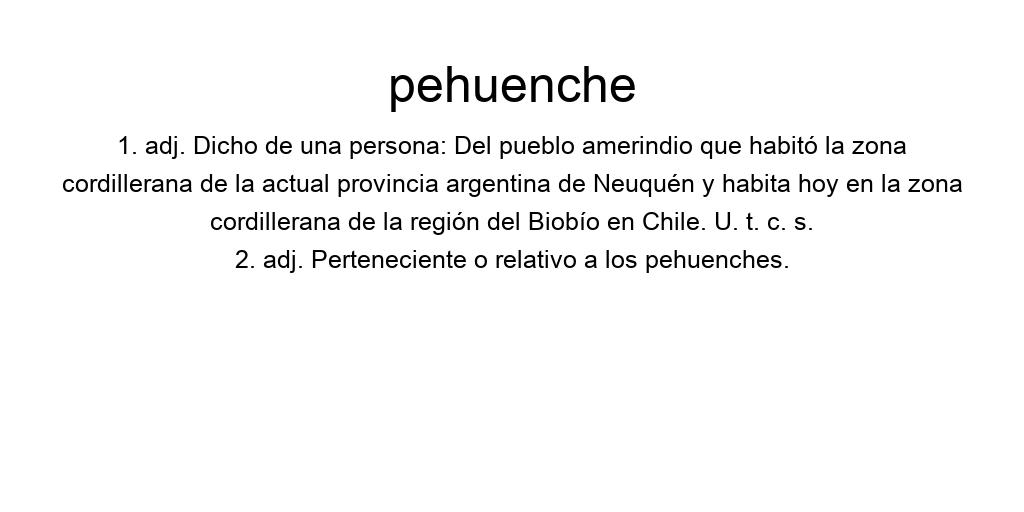 pehuenche
1. adj. Dicho de una persona: Del pueblo amerindio que habitó la zona
cordillerana de la actual provincia argentina de Neuquén y habita hoy en la zona
cordillerana de la región del Biobío en Chile. U. t. c. s.
2. adj. Perteneciente o relativo a los pehuenches.